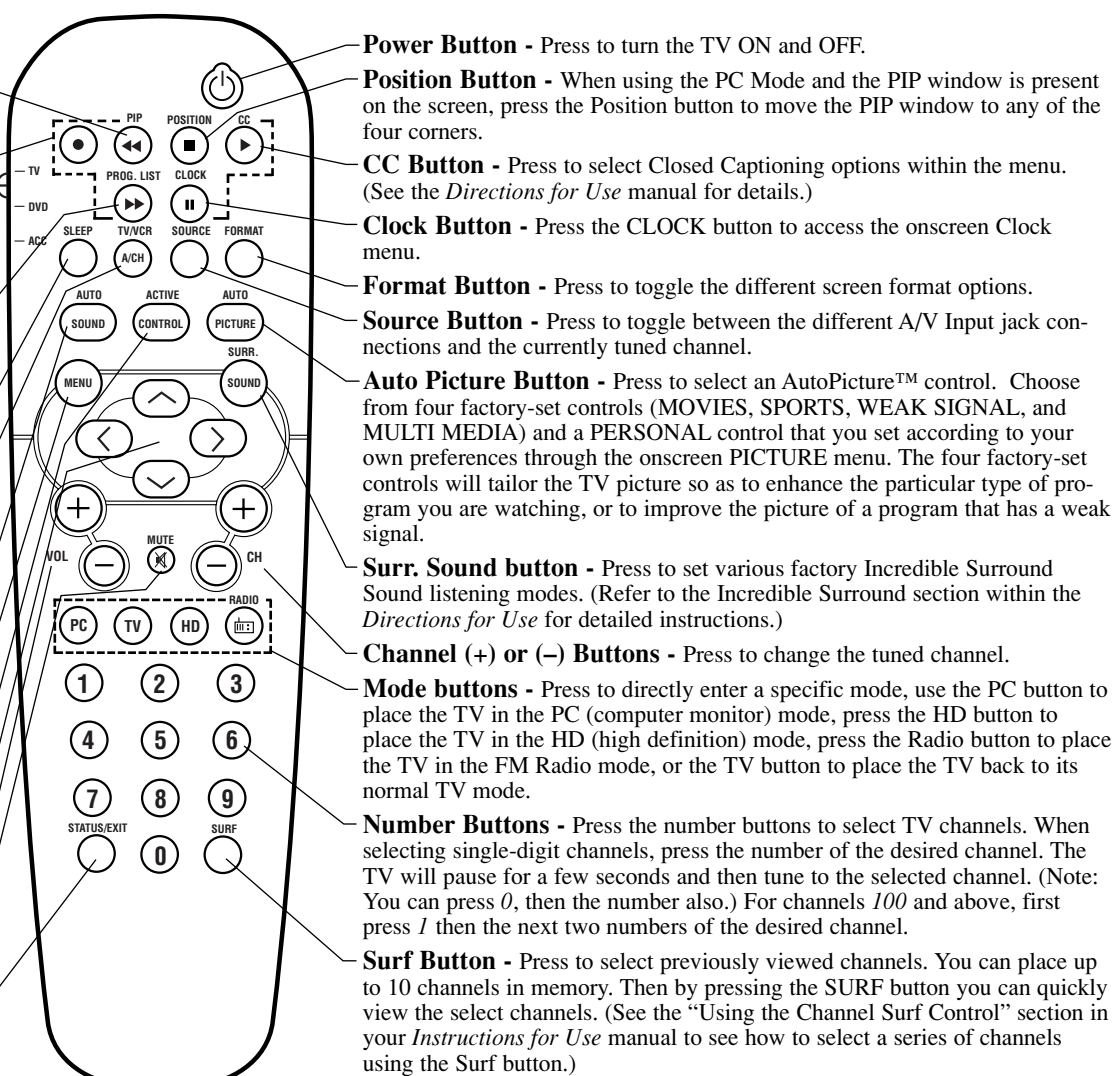 Power Button - Press to turn the TV ON and OFF.
Position Button - When using the PC Mode and the PIP window is present
on the screen, press the Position button to move the PIP window to any of the
four corners.
CC Button - Press to select Closed Captioning options within the menu.
(See the Directions for Use manual for details.)
Clock Button - Press the CLOCK button to access the onscreen Clock
menu.
Format Button - Press to toggle the different screen format options.
Source Button - Press to toggle between the different A/V Input jack con-
nections and the currently tuned channel.
Auto Picture Button - Press to select an AutoPicture™ control.  Choose
from four factory-set controls (MOVIES, SPORTS, WEAK SIGNAL, and
MULTI MEDIA) and a PERSONAL control that you set according to your
own preferences through the onscreen PICTURE menu. The four factory-set
controls will tailor the TV picture so as to enhance the particular type of pro-
gram you are watching, or to improve the picture of a program that has a weak
signal.
Surr. Sound button - Press to set various factory Incredible Surround
Sound listening modes. (Refer to the Incredible Surround section within the
Directions for Use for detailed instructions.)
Channel (+) or (–) Buttons - Press to change the tuned channel.
Mode buttons - Press to directly enter a specific mode, use the PC button to
place the TV in the PC (computer monitor) mode, press the HD button to
place the TV in the HD (high definition) mode, press the Radio button to place
the TV in the FM Radio mode, or the TV button to place the TV back to its
normal TV mode.
Number Buttons - Press the number buttons to select TV channels. When
selecting single-digit channels, press the number of the desired channel. The
TV will pause for a few seconds and then tune to the selected channel. (Note:
You can press 0, then the number also.) For channels 100 and above, first
press 1 then the next two numbers of the desired channel.
Surf Button - Press to select previously viewed channels. You can place up
to 10 channels in memory. Then by pressing the SURF button you can quickly
view the select channels. (See the “Using the Channel Surf Control” section in
your Instructions for Use manual to see how to select a series of channels
using the Surf button.)
PIP POSITION CC
TV
PROG. LIST CLOCK
DVD
ACC
SLEEP TV/VCR SOURCE FORMAT
A/CH
AUTO ACTIVE AUTO
SOUND CONTROL PICTURE
SURR.
MENU SOUND
+ +
MUTE
VOL – – CH
RADIO
PC TV HD
1 2 3
4 5 6
7 8 9
STATUS/EXIT SURF
0